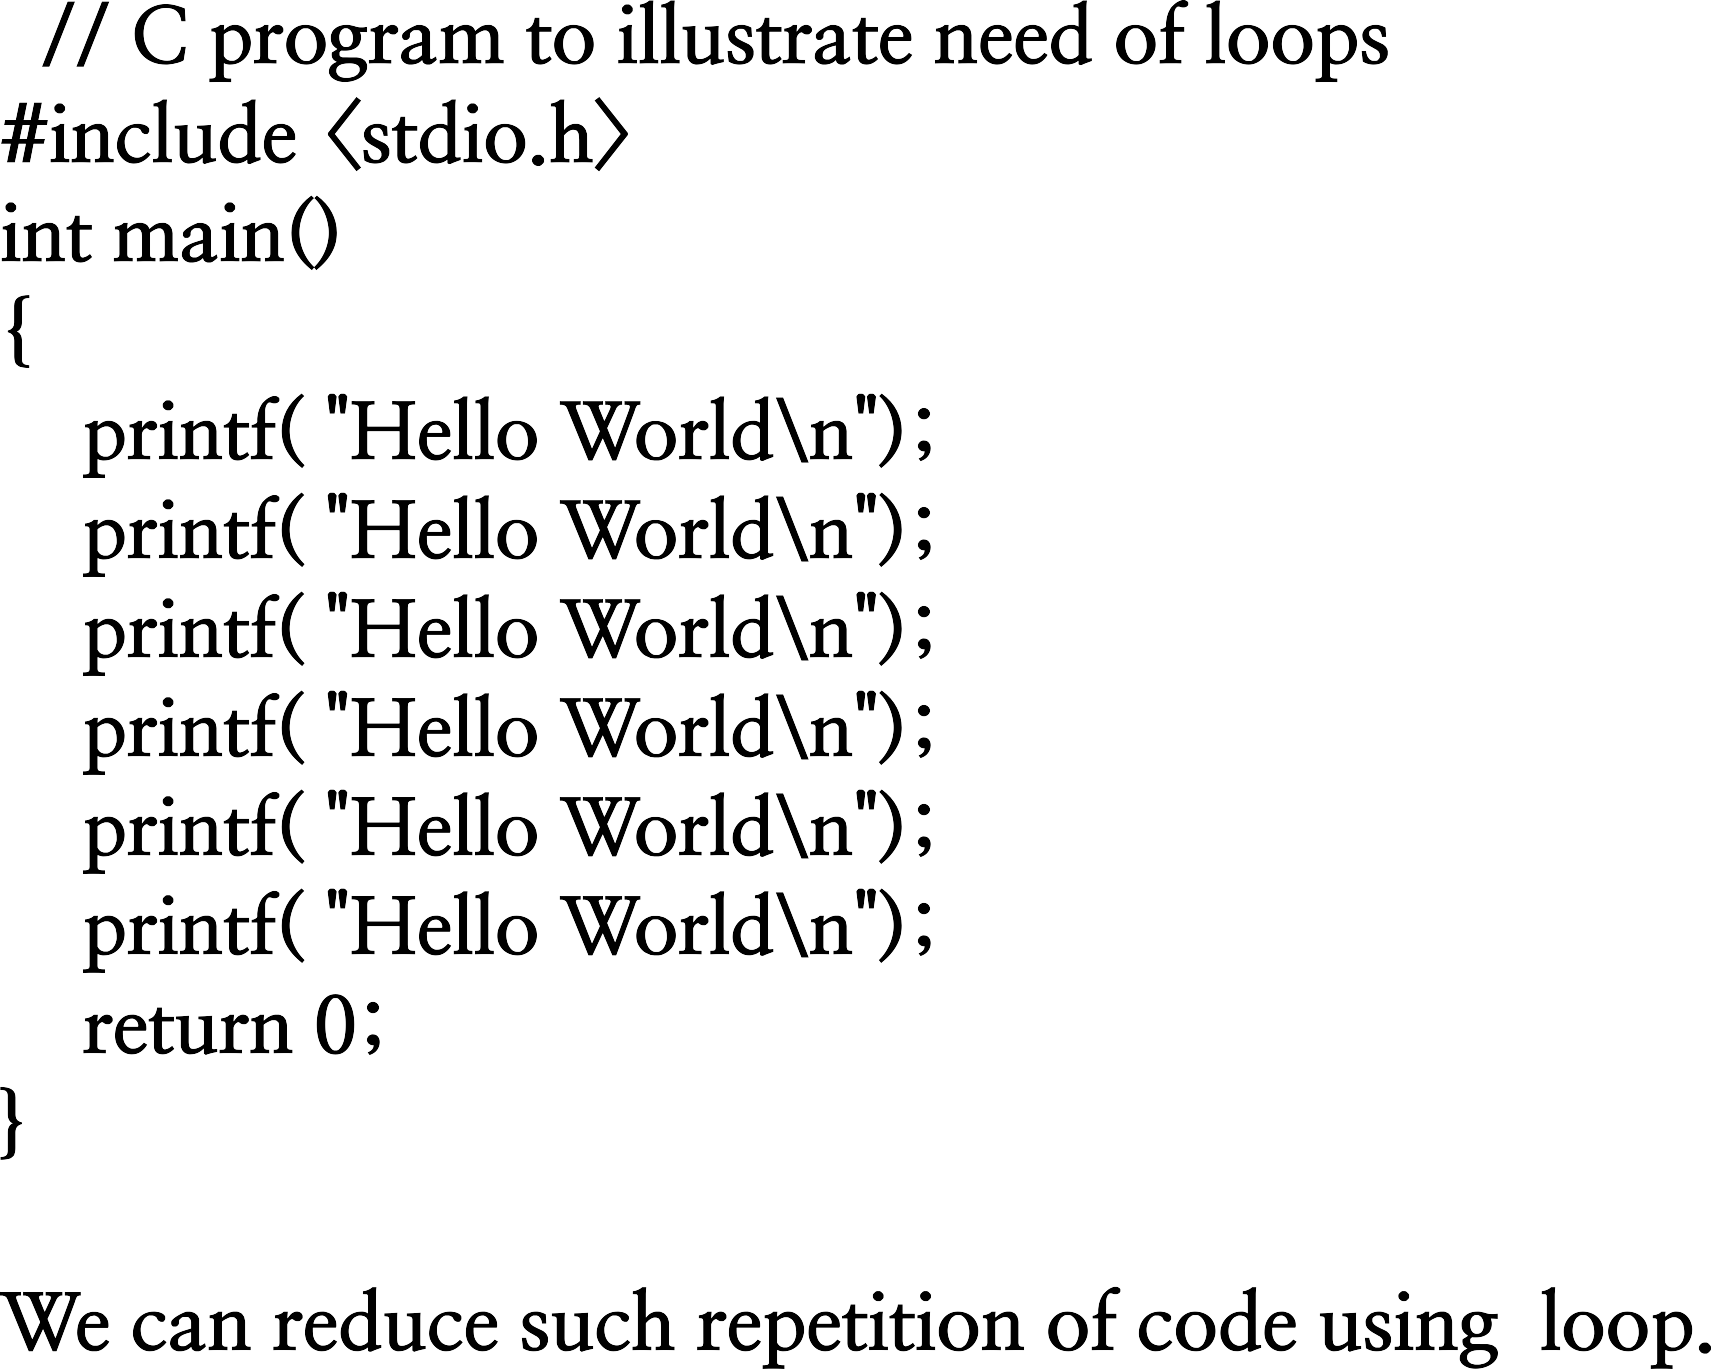 // C program to illustrate need of loops
#include <stdio.h>
int main()
{
printf( "Hello World\n");
printf( "Hello World\n");
printf( "Hello World\n");
printf( "Hello World\n");
printf( "Hello World\n");
printf( "Hello World\n");
return 0;
}
We can reduce such repetition of code using loop.